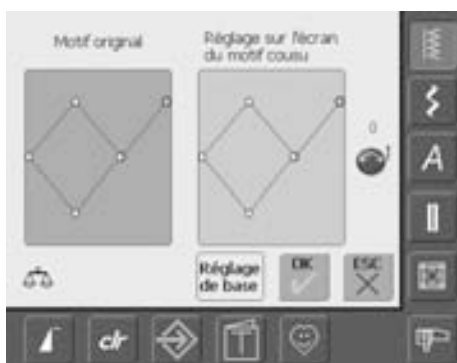 Motif original
Réglage sur l'écran
du motif cousu
0
A
Réglage
de base
OK
ESC
clr